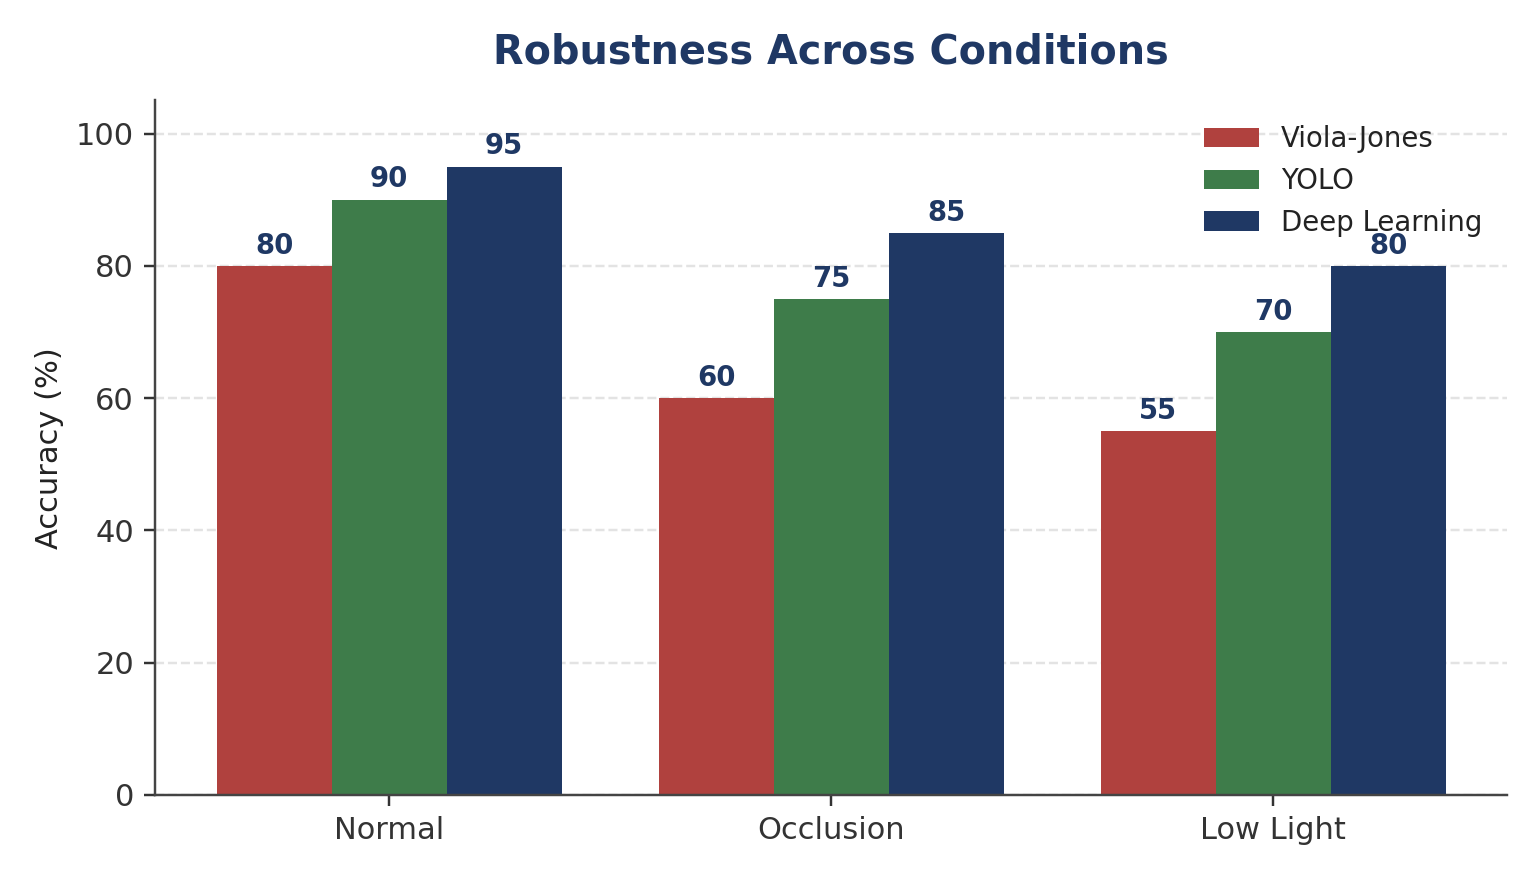 Robustness Across Conditions
Accuracy (%)
100
80
60
40
20
0
Viola-Jones
YOLO
Deep Learning
80
90
95
60
75
85
55
70
80
Normal
Occlusion
Low Light